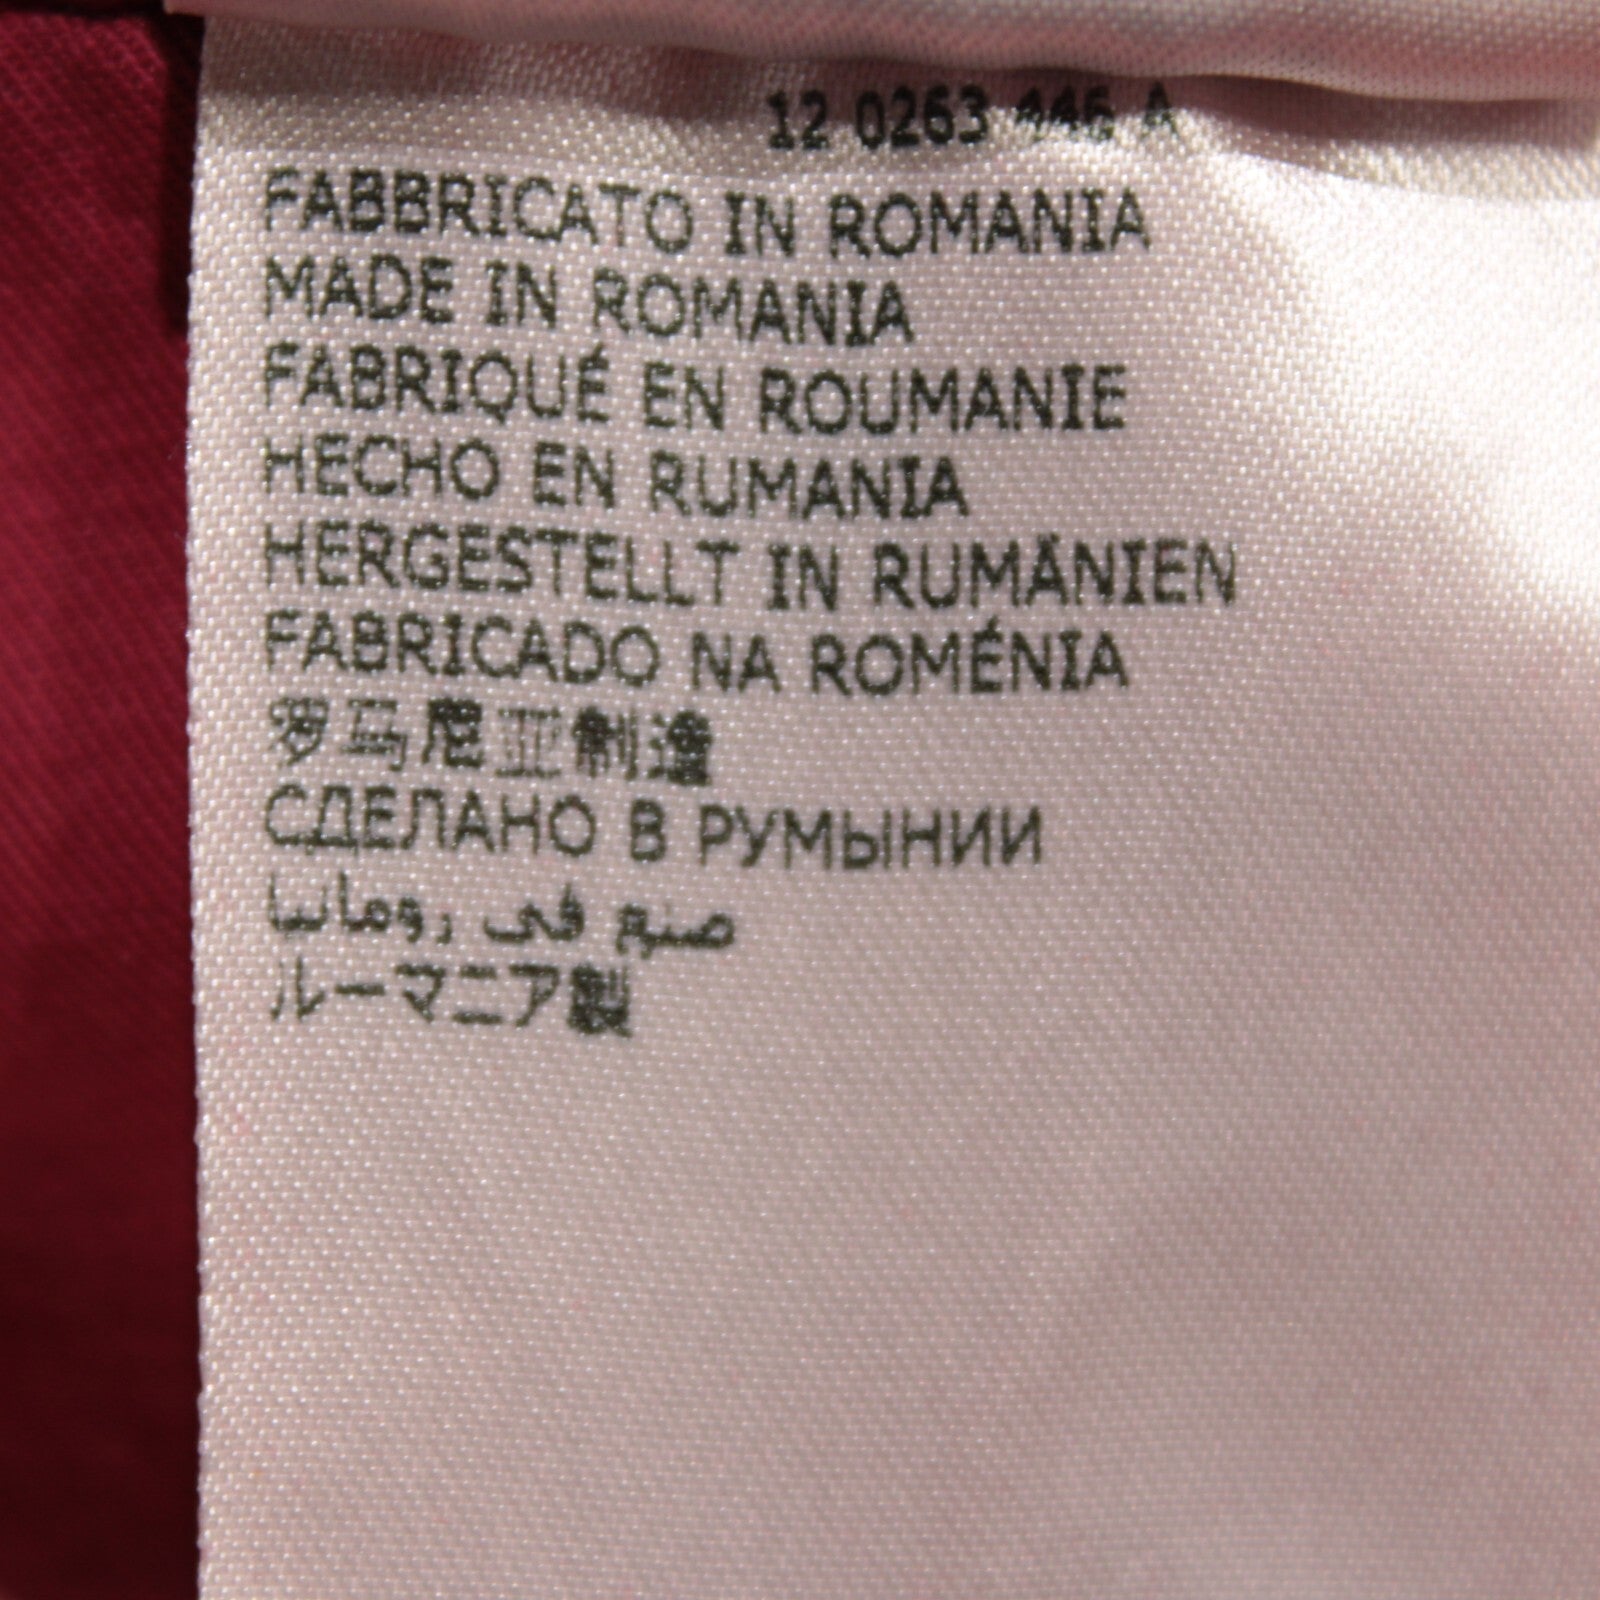 12 0263 446 A
FABBRICATO IN ROMANIA
MADE IN ROMANIA
FABRIQUÉ EN ROUMANIE
HECHO EN RUMANIA
HERGESTELLT IN RUMÄNIEN
FABRICADO NA ROMÉNIA
罗马尼亚制造
СДЕЛАНО В РУМЫНИИ
صنع في رومانيا
ルーマニア製